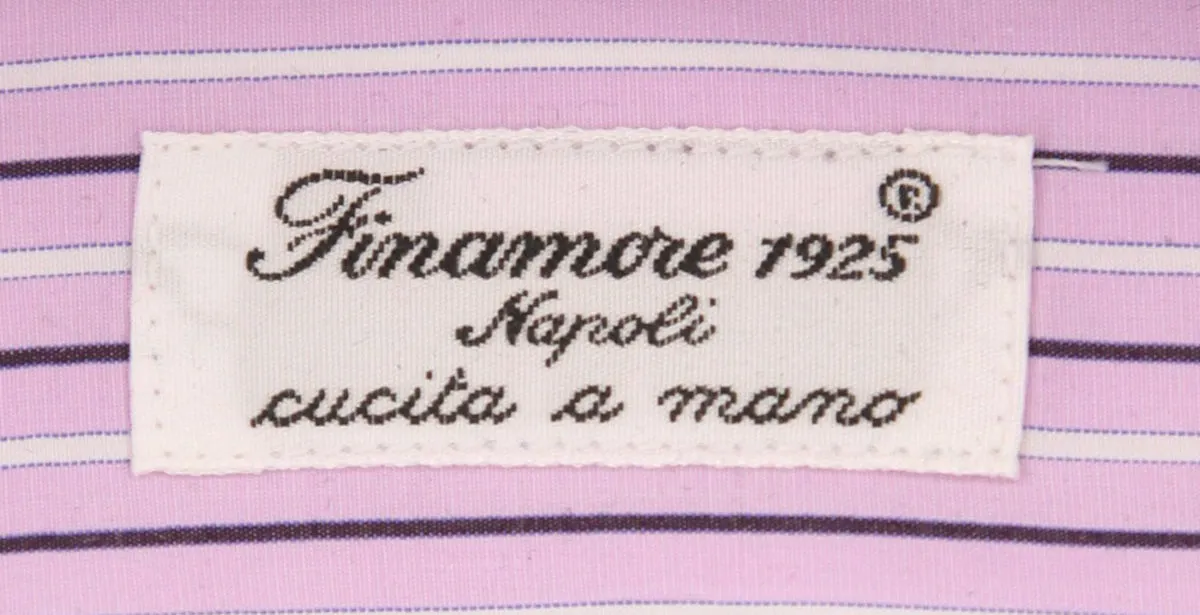 Finamore 1925 ®
Napoli
cucita a mano